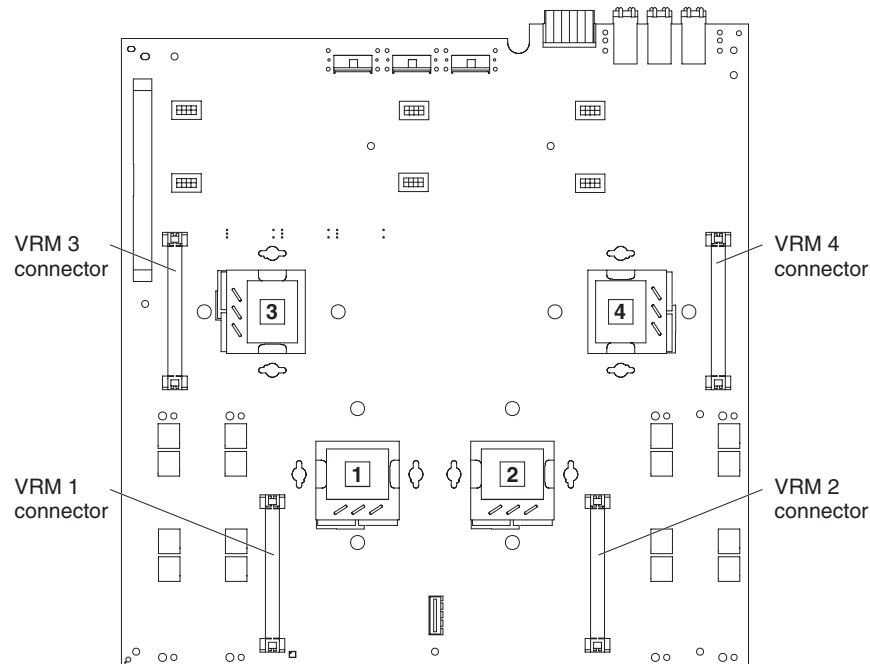 VRM 3
connector
VRM 4
connector
3
4
1
2
VRM 1
connector
VRM 2
connector